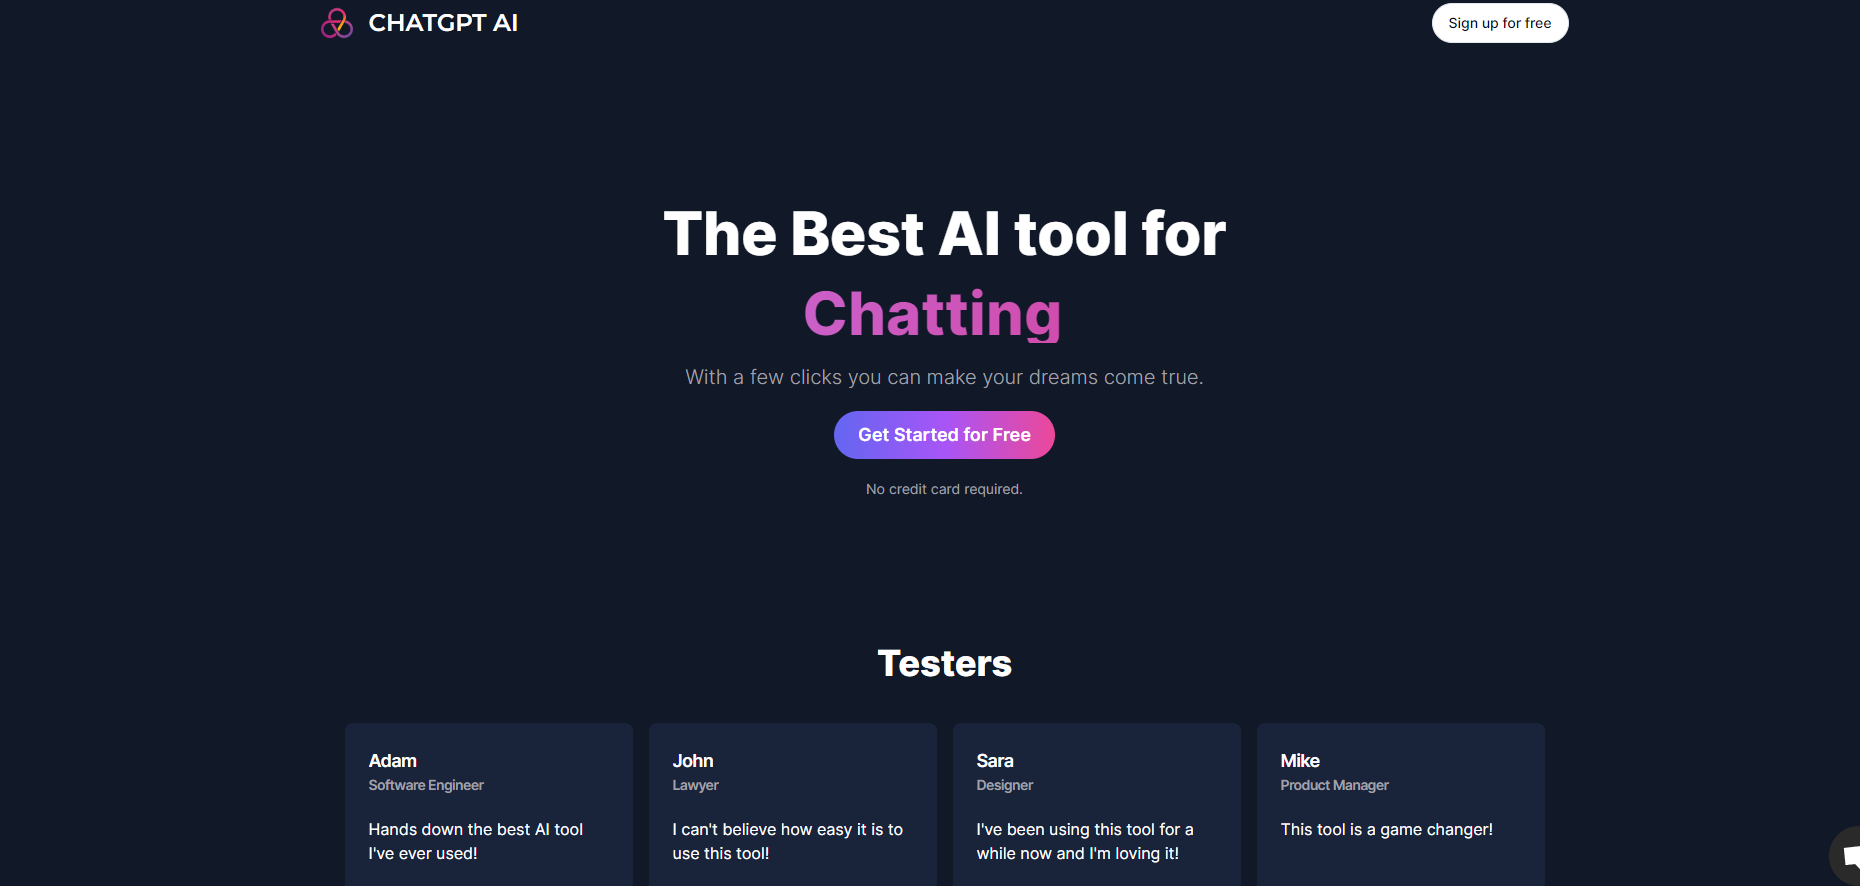 CHATGPT AI
Sign up for free
The Best AI tool for
Chatting
With a few clicks you can make your dreams come true.
Get Started for Free
No credit card required.
Testers
Adam
Software Engineer
Hands down the best AI tool
I've ever used!
John
Lawyer
I can't believe how easy it is to
use this tool!
Sara
Designer
I've been using this tool for a
while now and I'm loving it!
Mike
Product Manager
This tool is a game changer!